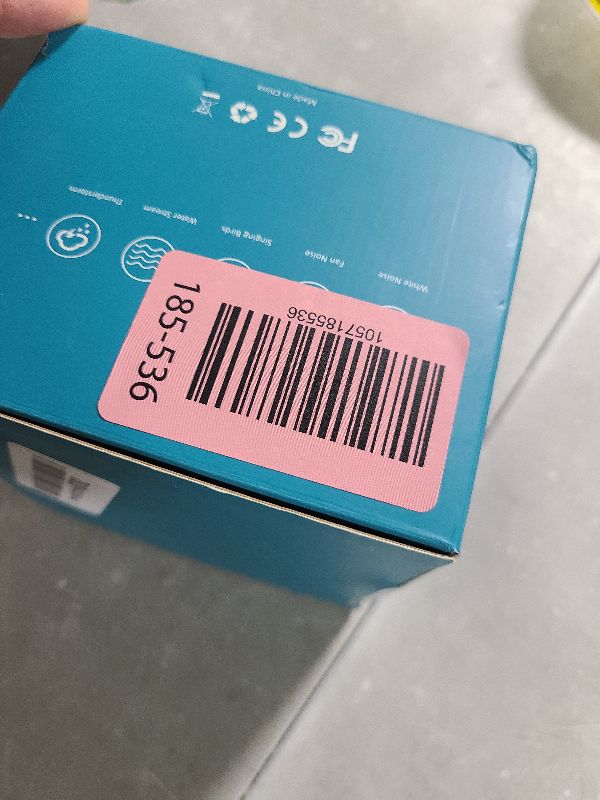 White Noise
Fan Noise
Singing Birds
Water Stream
Thunderstorm
...
FC CE
Made in China
1057185536
185-536